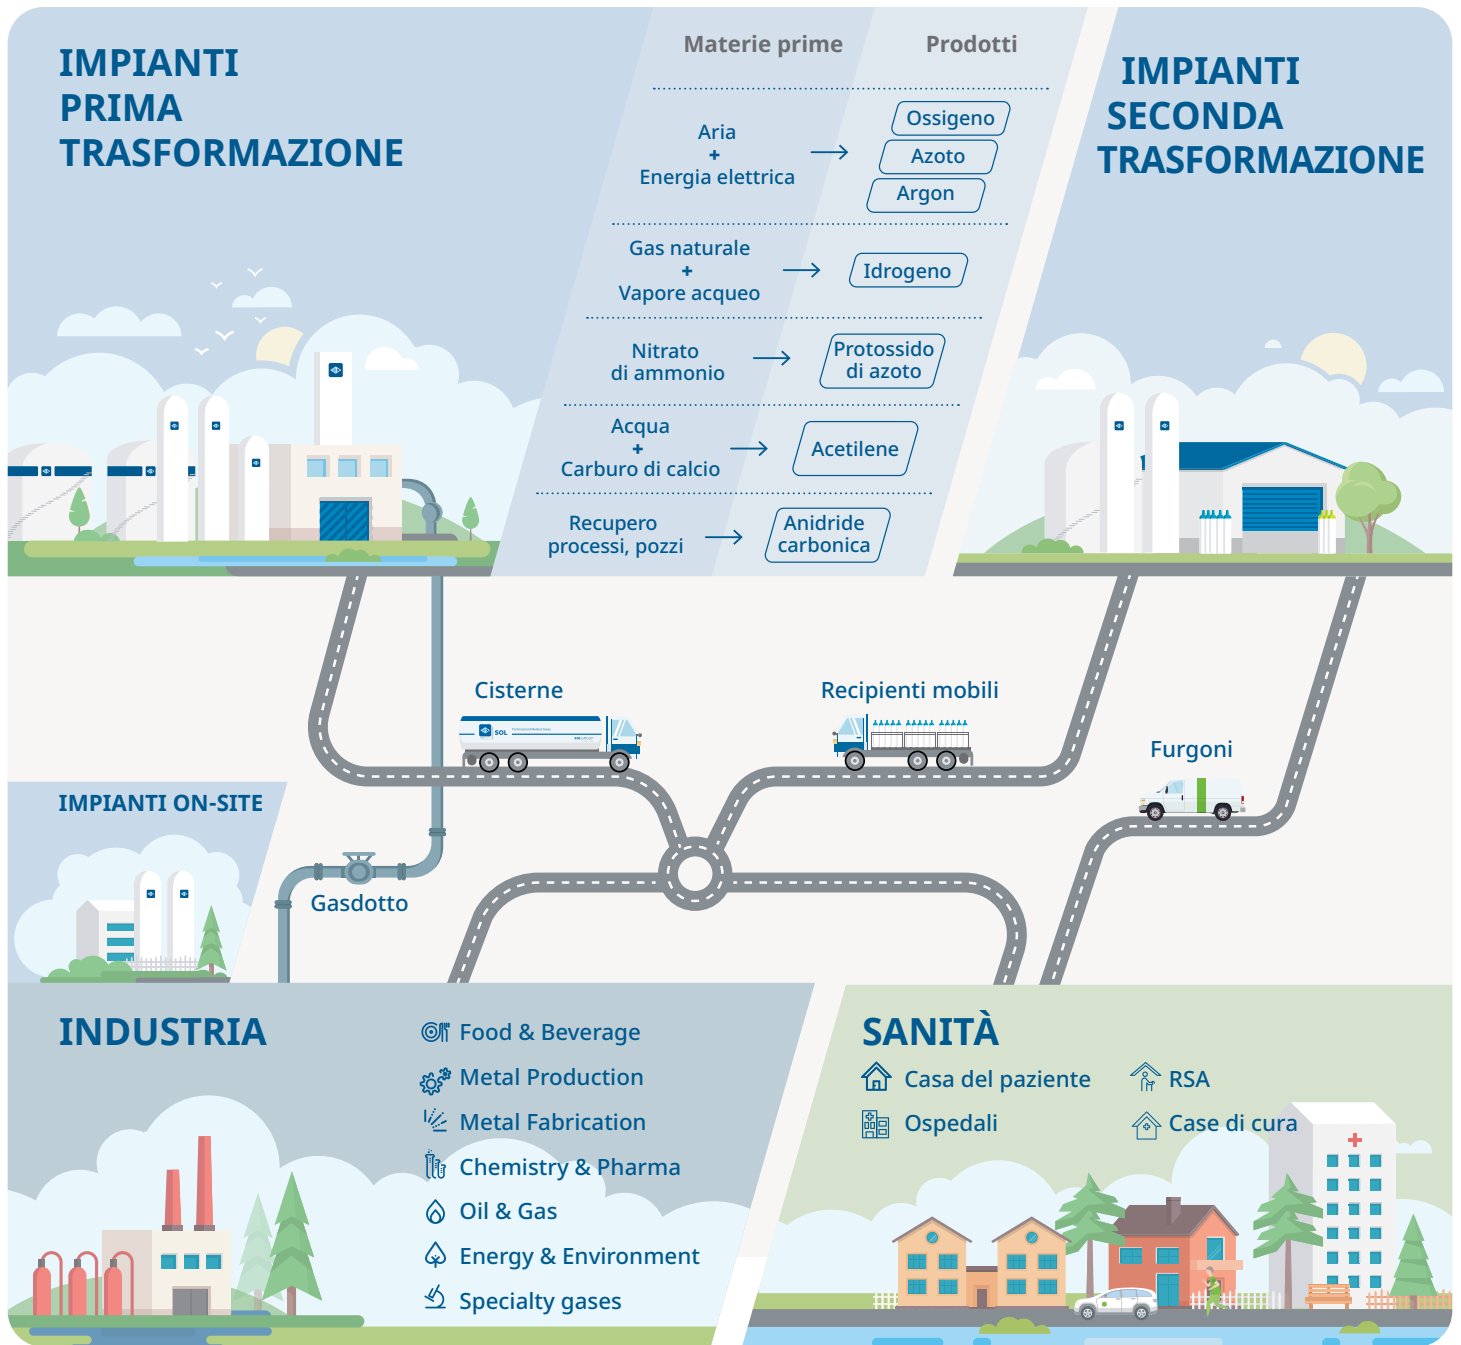 IMPIANTI
PRIMA
TRASFORMAZIONE
Materie prime
Prodotti
Aria
+
Energia elettrica
Ossigeno
Azoto
Argon
Gas naturale
+
Vapore acqueo
Idrogeno
Nitrato
di ammonio
Protossido
di azoto
Acqua
+
Carburo di calcio
Acetilene
Recupero
processi, pozzi
Anidride
carbonica
IMPIANTI
SECONDA
TRASFORMAZIONE
Cisterne
SOL
Recipienti mobili
Furgoni
IMPIANTI ON-SITE
Gasdotto
INDUSTRIA
Food & Beverage
Metal Production
Metal Fabrication
Chemistry & Pharma
Oil & Gas
Energy & Environment
Specialty gases
SANITÀ
Casa del paziente
Ospedali
RSA
Case di cura